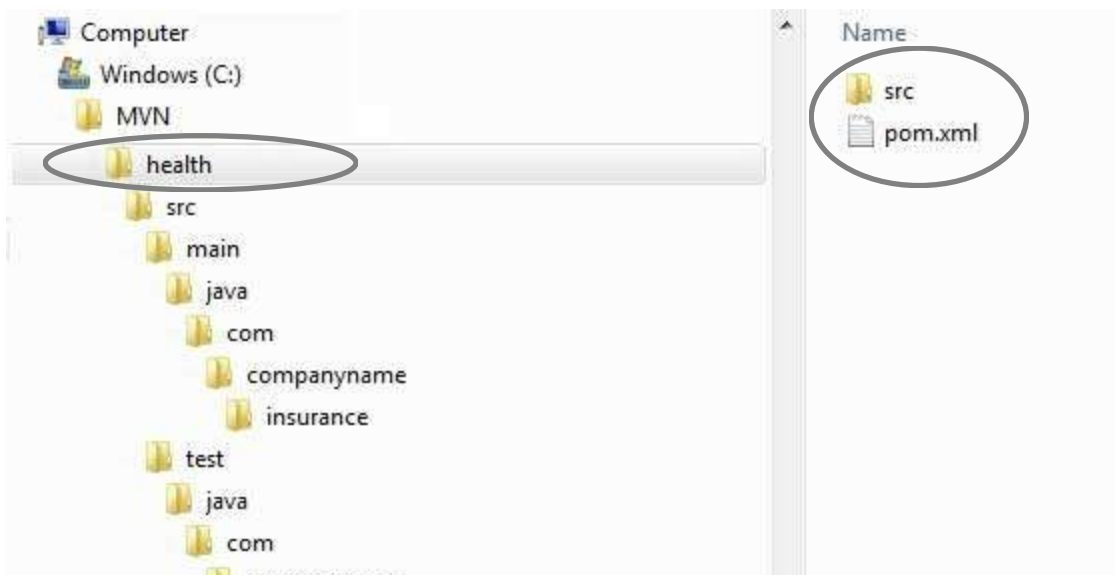 Computer
Windows (C:)
MVN
health
src
main
java
com
companyname
insurance
test
java
com
Name
src
pom.xml